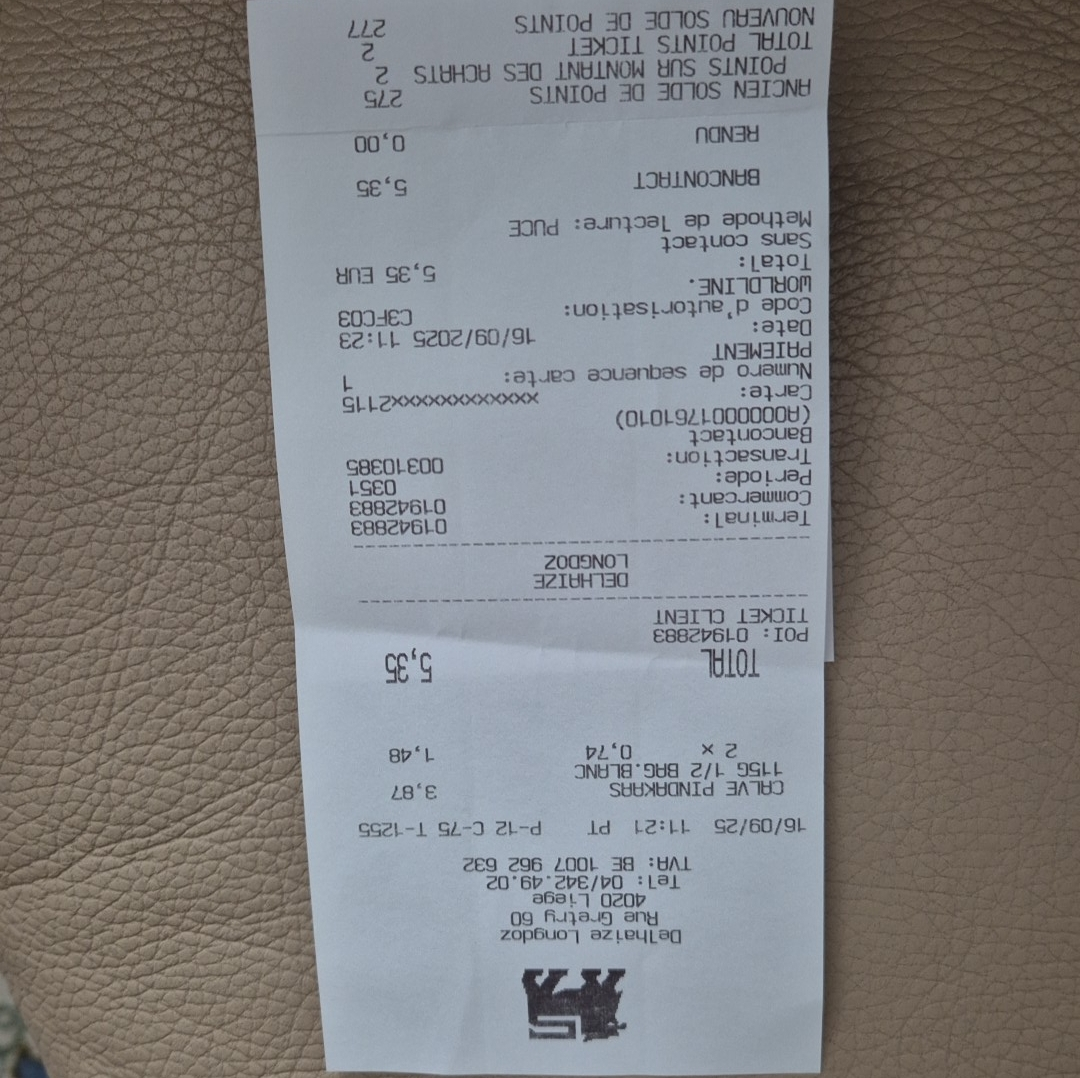 Delhaize Longdoz
Rue Gretry 60
4020 Liege
Tel: 04/342.49.02
TVA: BE 1007 962 632
16/09/25 11:21 PT P-12 C-75 T-1255
CALVE PINDAKAAS 3,87
115G 1/2 BAG.BLANC
2 x 0,74 1,48
TOTAL 5,35
POI: 01942883
TICKET CLIENT
DELHAIZE
LONGDOZ
Terminal: 01942883
Commercant: 01942883
Periode: 0351
Transaction: 00310385
Bancontact
(A0000001761010)
Carte: xxxxxxxxxxxxx2115
Numero de sequence carte: 1
PAIEMENT
Date: 16/09/2025 11:23
Code d'autorisation: C3FC03
WORLDLINE.
Total: 5,35 EUR
Sans contact
Methode de lecture: PUCE
BANCONTACT 5,35
RENDU 0,00
ANCIEN SOLDE DE POINTS 275
POINTS SUR MONTANT DES ACHATS 2
TOTAL POINTS TICKET 2
NOUVEAU SOLDE DE POINTS 277